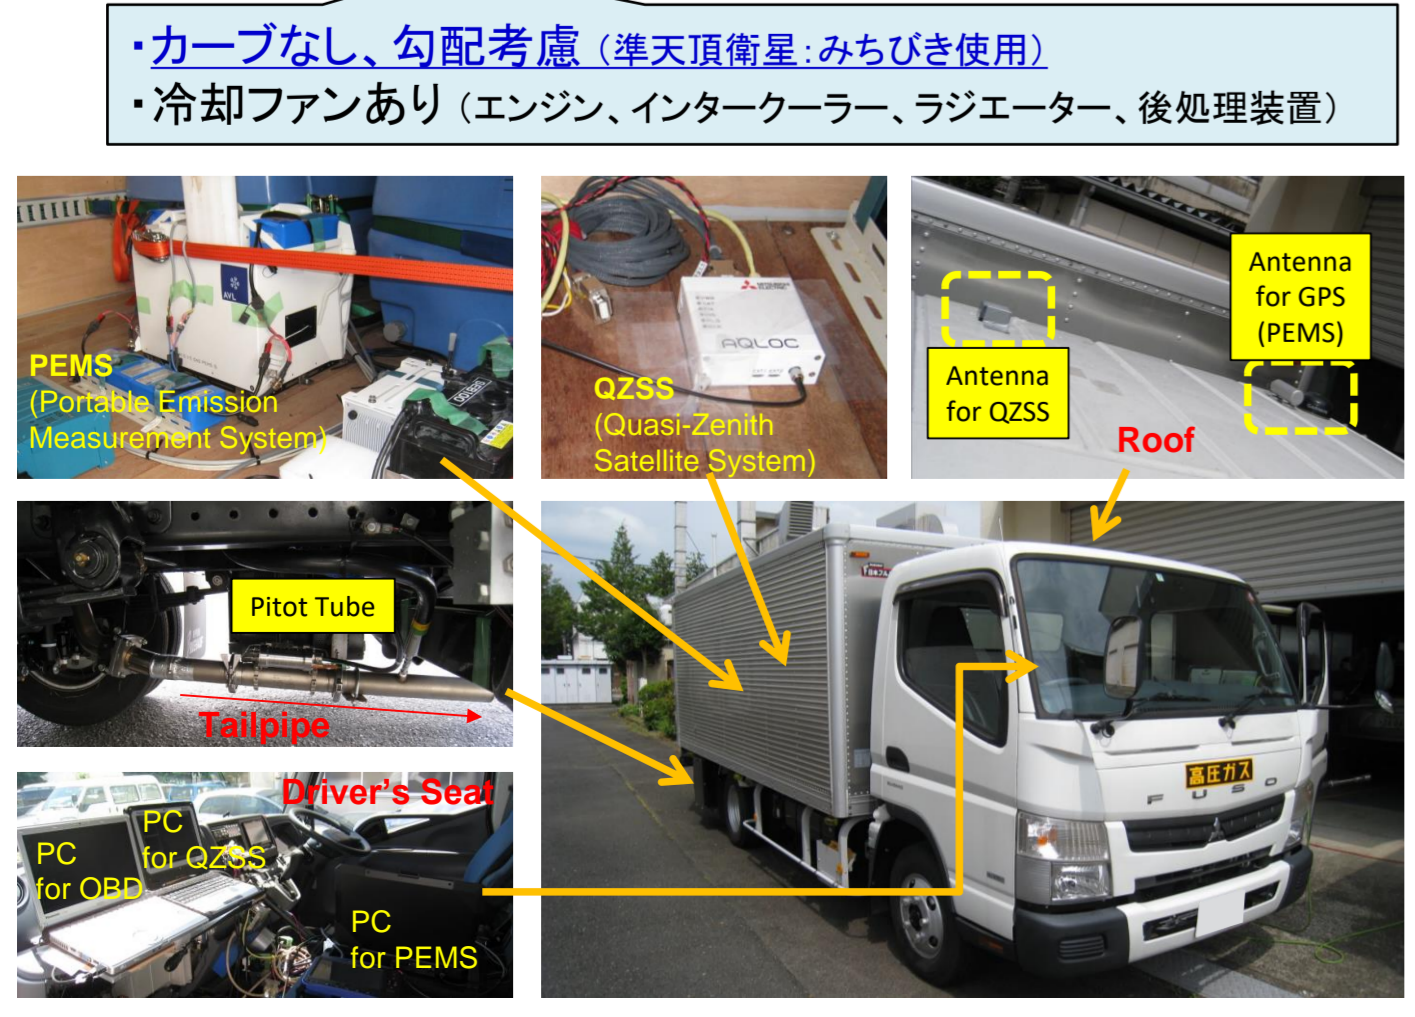 ・カーブなし、勾配考慮（準天頂衛星：みちびき使用）
・冷却ファンあり（エンジン、インタークーラー、ラジエーター、後処理装置）
AVL
PEMS
(Portable Emission
Measurement System)
MITSUBISHI
ELECTRIC
AQLOC
QZSS
(Quasi-Zenith
Satellite System)
Antenna
for QZSS
Antenna
for GPS
(PEMS)
Roof
Pitot Tube
Tailpipe
Driver's Seat
PC
for OBD
PC
for QZSS
PC
for PEMS
高圧ガス
FUSO